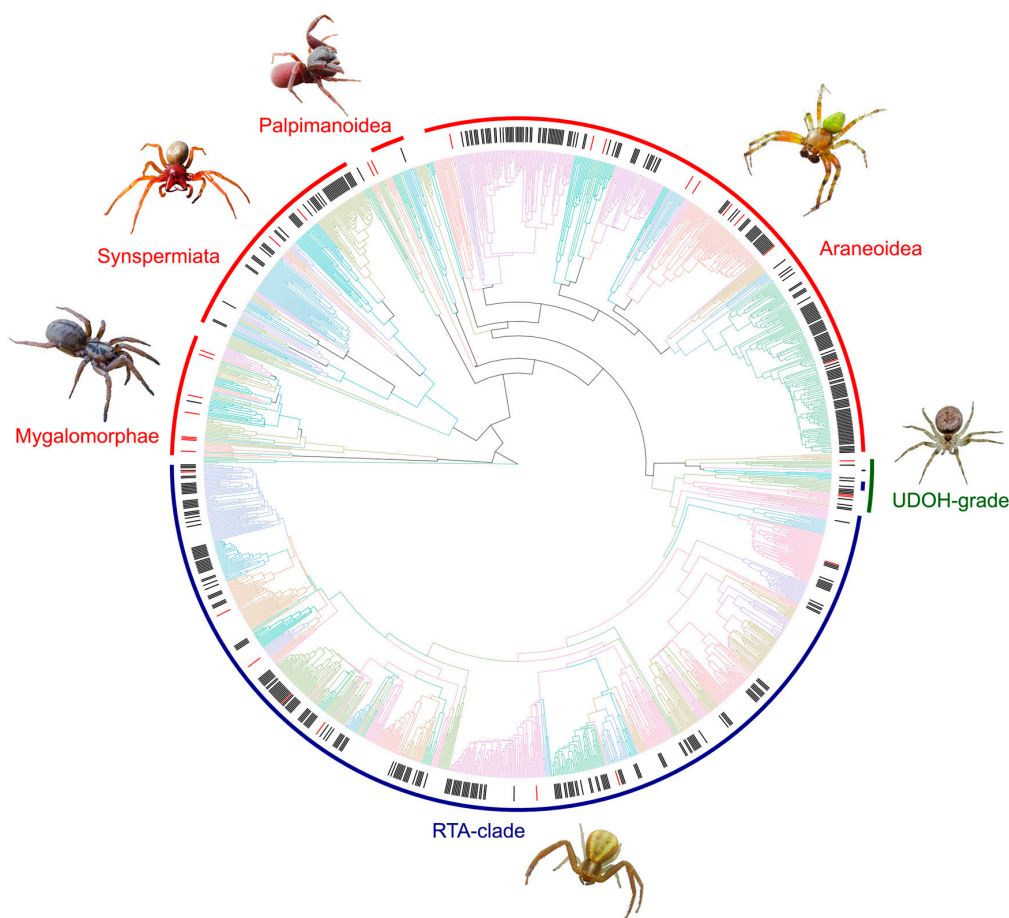 Palpimanoidea
Synspermiata
Araneoidea
Mygalomorphae
UDOH-grade
RTA-clade